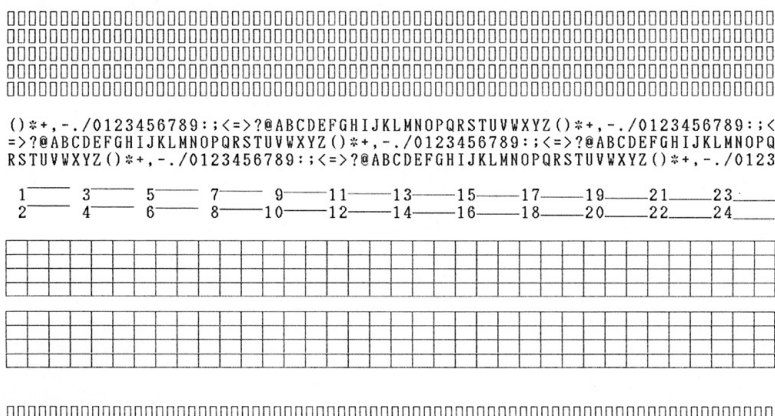 ()*+,-./0123456789:;<=>?@ABCDEFGHIJKLMNOPQRSTUVWXYZ()*+,-./0123456789:;<
=>?@ABCDEFGHIJKLMNOPQRSTUVWXYZ()*+,-./0123456789:;<=>?@ABCDEFGHIJKLMNOPQ
RSTUVWXYZ()*+,-./0123456789:;<=>?@ABCDEFGHIJKLMNOPQRSTUVWXYZ()*+,-./0123
1 3 5 7 9 11 13 15 17 19 21 23
2 4 6 8 10 12 14 16 18 20 22 24